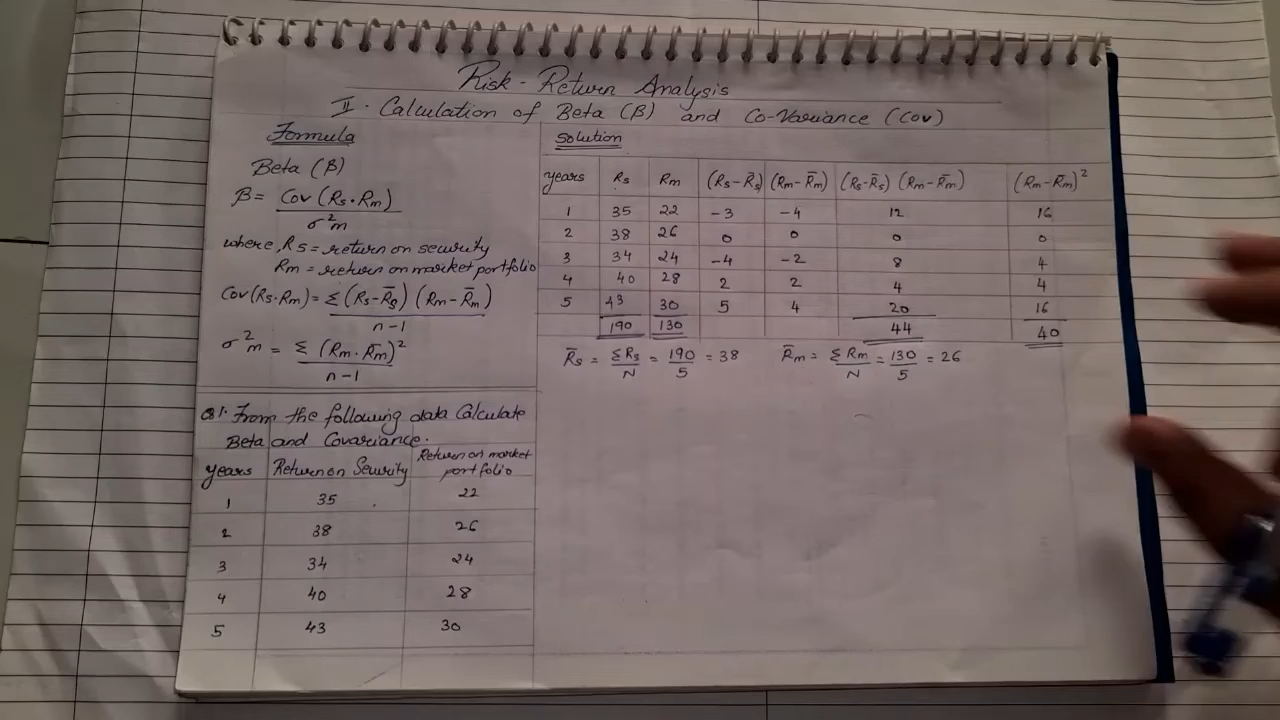 Risk-Return Analysis
II. Calculation of Beta (β) and Co-Variance (Cov)
Formula
Beta (β)
β = Cov (Rs.Rm)
σ²m
where, Rs = return on security
Rm = return on market portfolio
Cov(Rs.Rm) = Σ(Rs-R̄s) (Rm-R̄m)
n-1
σ²m = Σ (Rm.R̄m)²
n-1
Q1. From the following data Calculate
Beta and Covariance.
years Return on Security Return on market portfolio
1 35 22
2 38 26
3 34 24
4 40 28
5 43 30
Solution
years Rs Rm (Rs-R̄s) (Rm-R̄m) (Rs-R̄s) (Rm-R̄m) (Rm-R̄m)²
1 35 22 -3 -4 12 16
2 38 26 0 0 0 0
3 34 24 -4 -2 8 4
4 40 28 2 2 4 4
5 43 30 5 4 20 16
190 130 44 40
R̄s = ΣRs/N = 190/5 = 38 R̄m = ΣRm/N = 130/5 = 26